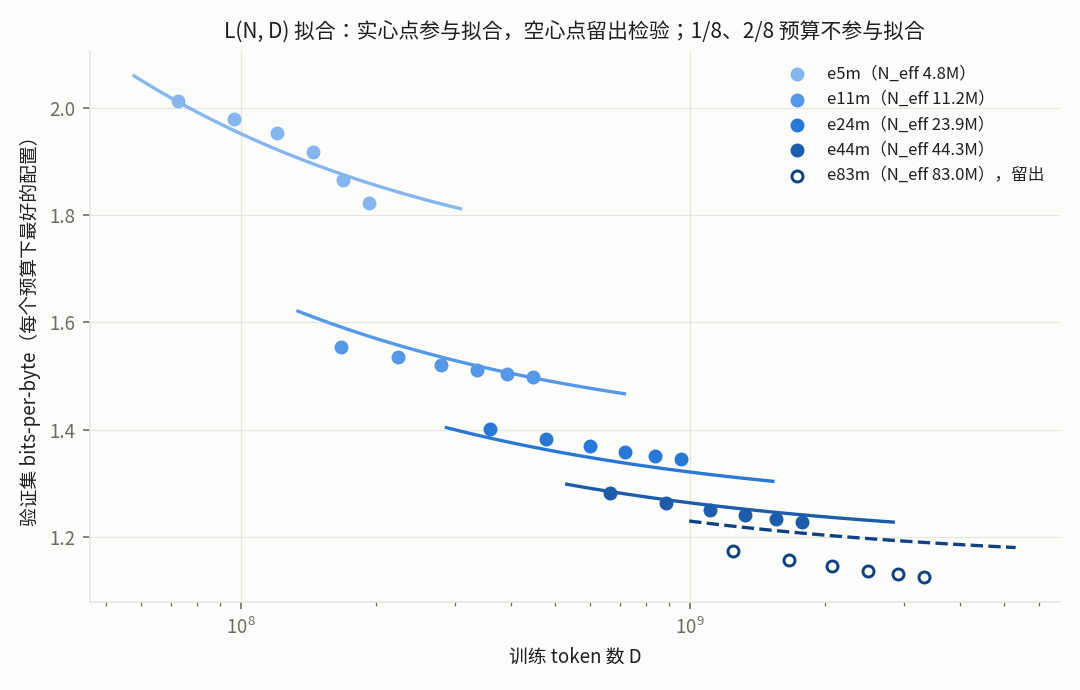 L(N, D) 拟合：实心点参与拟合，空心点留出检验；1/8、2/8 预算不参与拟合
e5m（N_eff 4.8M）
e11m（N_eff 11.2M）
e24m（N_eff 23.9M）
e44m（N_eff 44.3M）
e83m（N_eff 83.0M），留出
验证集 bits-per-byte（每个预算下最好的配置）
2.0
1.8
1.6
1.4
1.2
10⁸
10⁹
训练 token 数 D